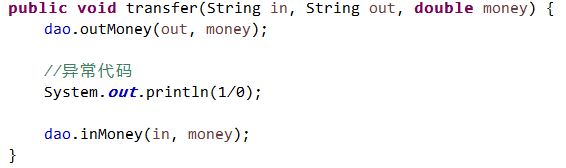 public void transfer(String in, String out, double money) {
dao.outMoney(out, money);
//异常代码
System.out.println(1/0);
dao.inMoney(in, money);
}